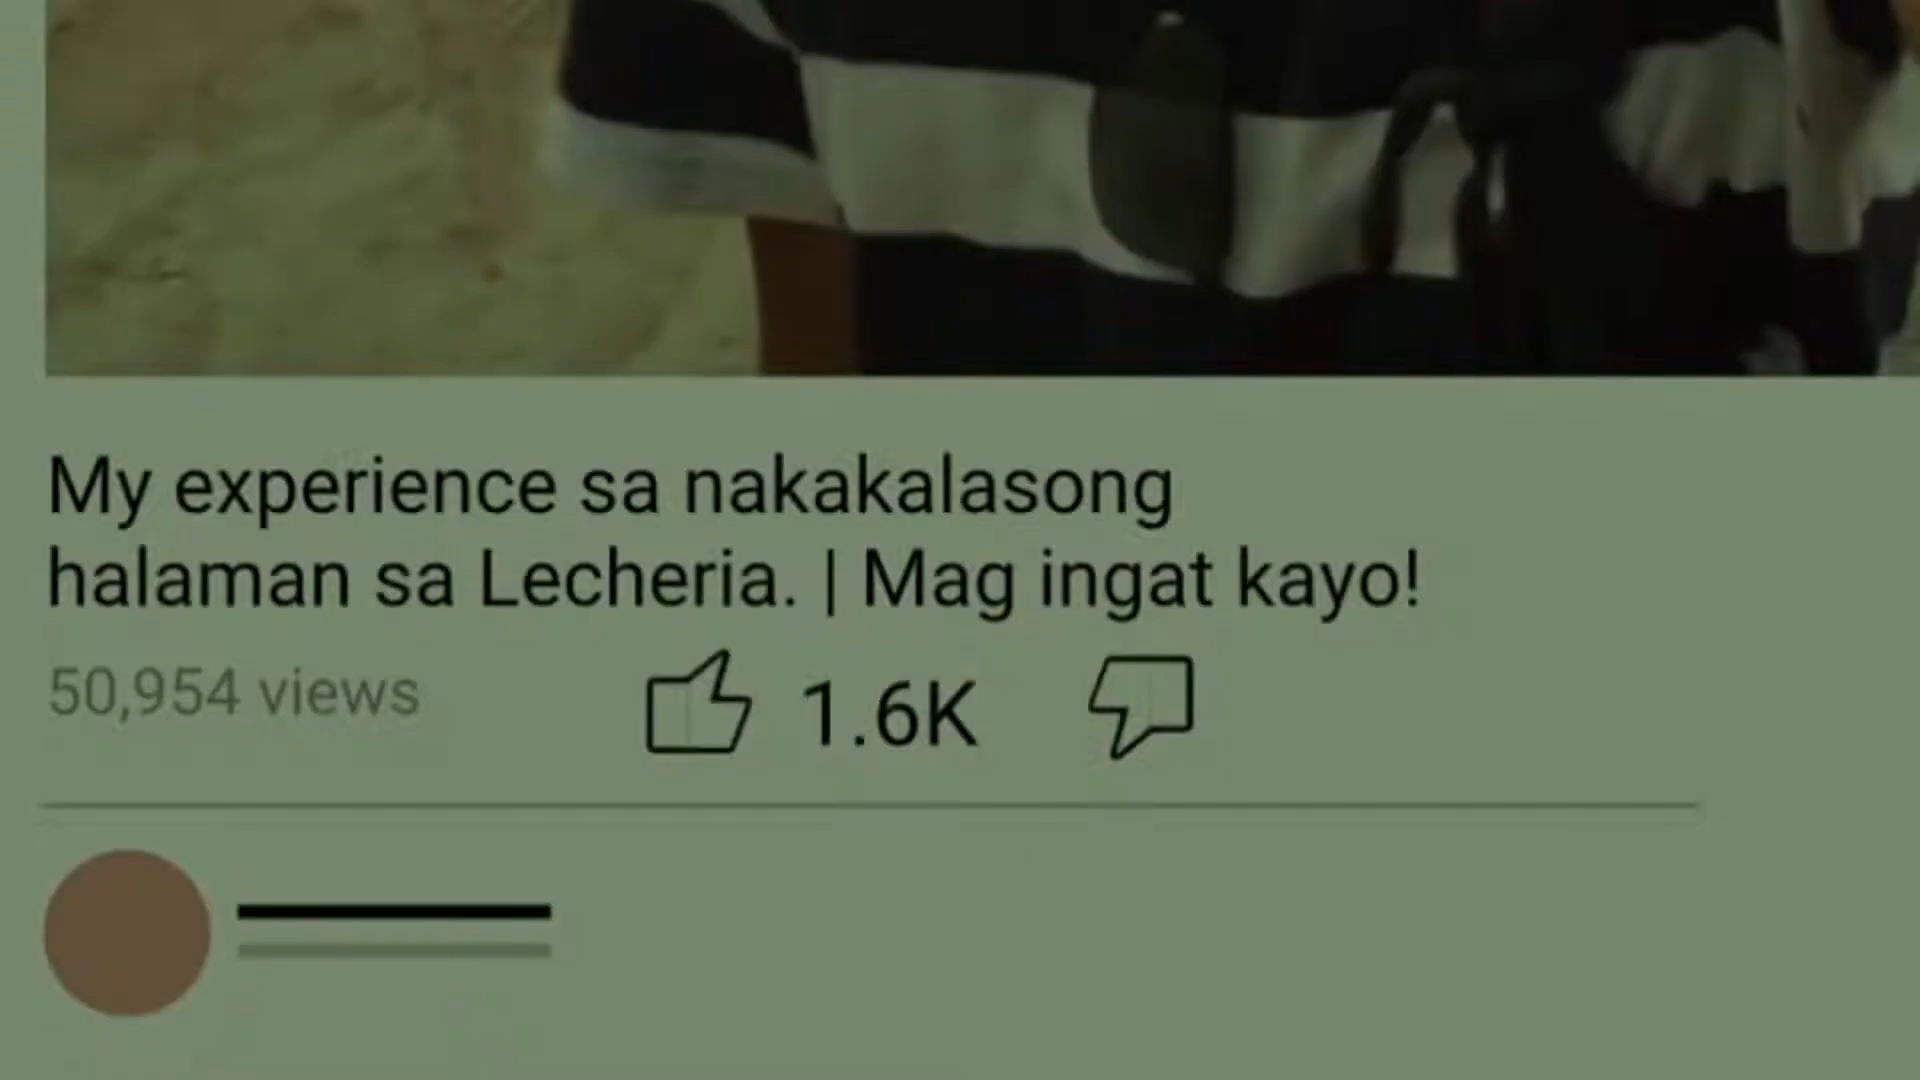 My experience sa nakakalasong
halaman sa Lecheria. | Mag ingat kayo!
50,954 views
1.6K